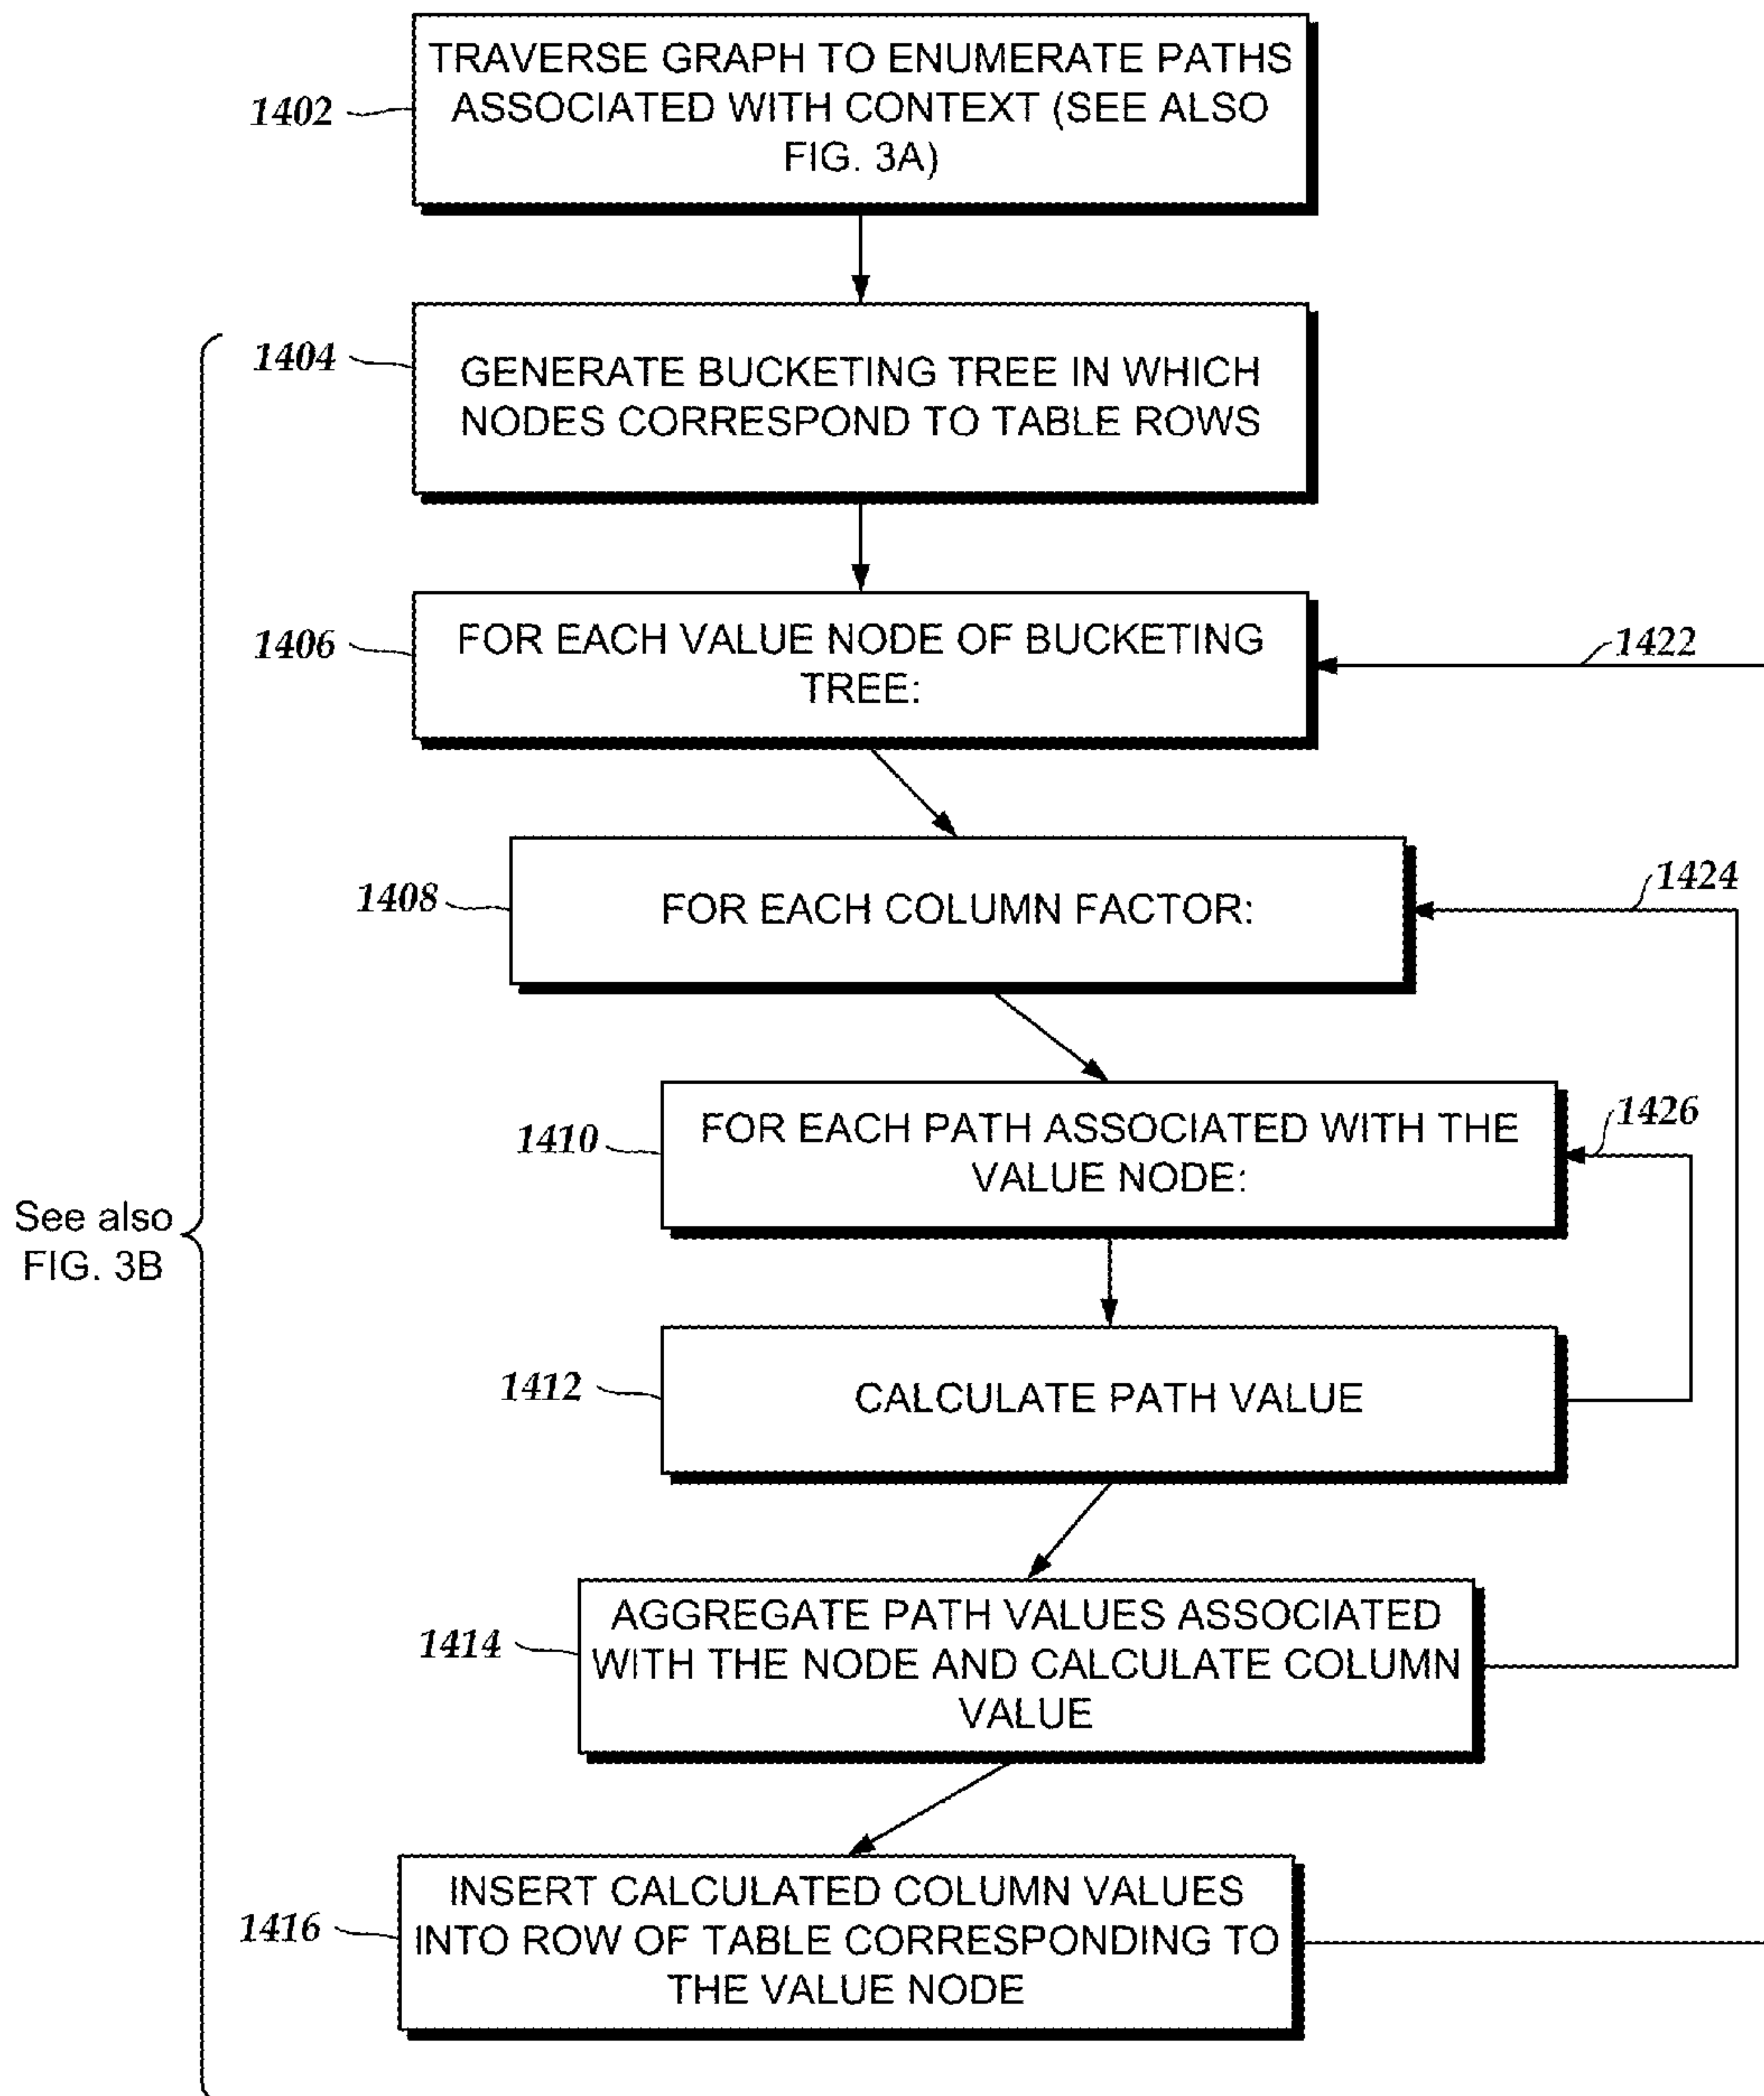 TRAVERSE GRAPH TO ENUMERATE PATHS
ASSOCIATED WITH CONTEXT (SEE ALSO
FIG. 3A)
1402
1404
GENERATE BUCKETING TREE IN WHICH
NODES CORRESPOND TO TABLE ROWS
1406
FOR EACH VALUE NODE OF BUCKETING
TREE:
1422
1408
FOR EACH COLUMN FACTOR:
1424
1410
FOR EACH PATH ASSOCIATED WITH THE
VALUE NODE:
1426
See also
FIG. 3B
1412
CALCULATE PATH VALUE
1414
AGGREGATE PATH VALUES ASSOCIATED
WITH THE NODE AND CALCULATE COLUMN
VALUE
1416
INSERT CALCULATED COLUMN VALUES
INTO ROW OF TABLE CORRESPONDING TO
THE VALUE NODE